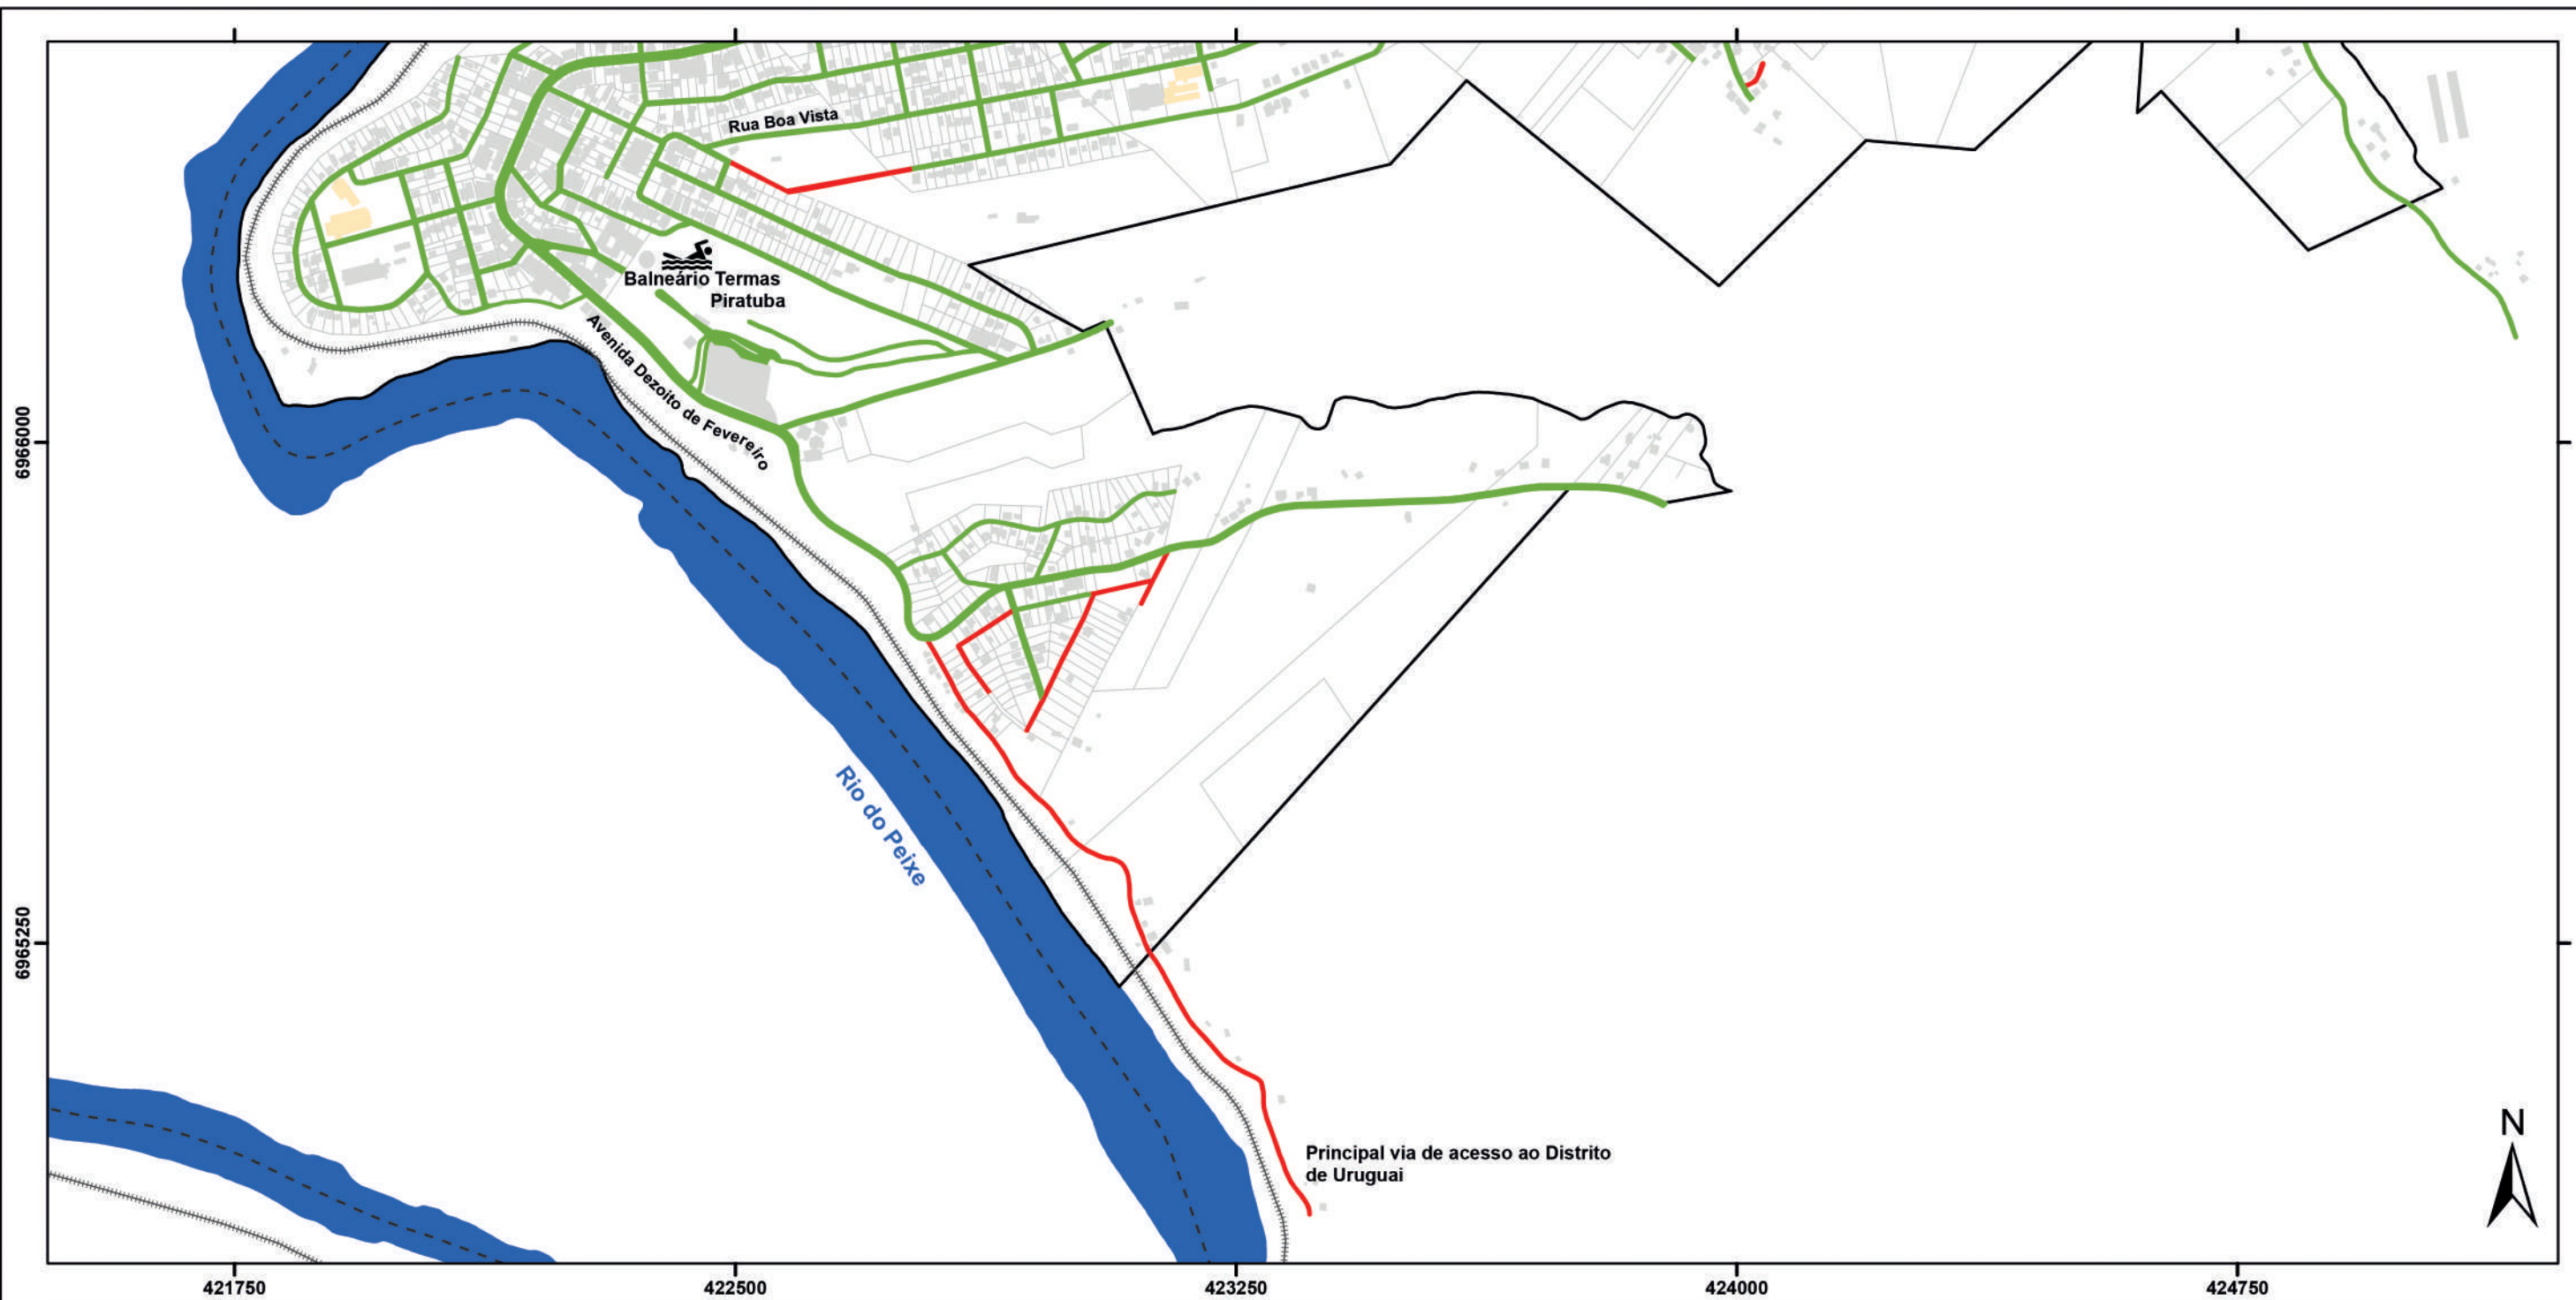 Rua Boa Vista
Balneário Termas
Piratuba
Avenida Dezoito de Fevereiro
6966000
Rio do Peixe
6965250
N
Principal via de acesso ao Distrito
de Uruguai
421750
422500
423250
424000
424750